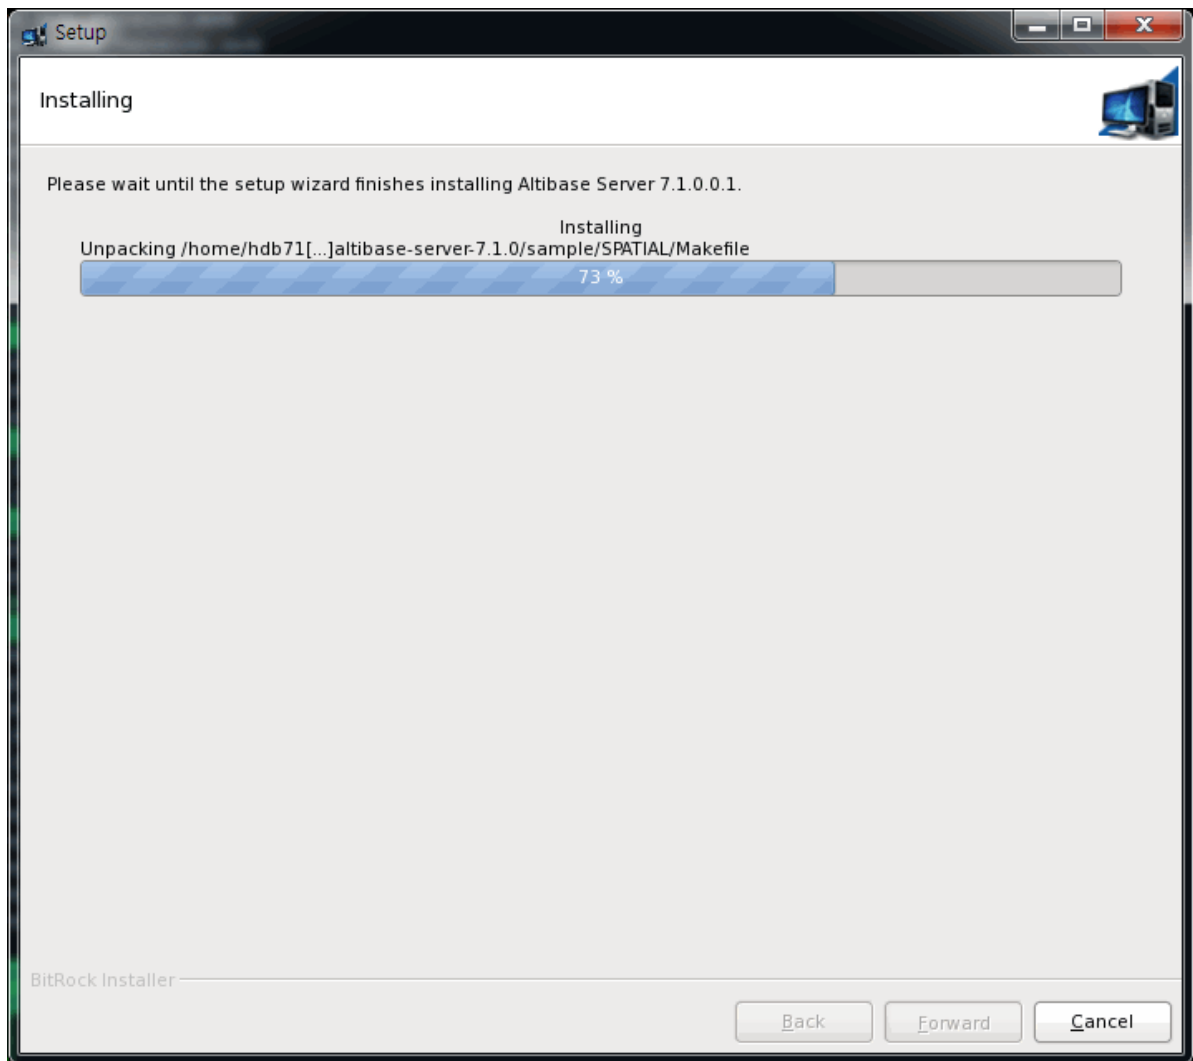 Setup
Installing
Please wait until the setup wizard finishes installing Altibase Server 7.1.0.0.1.
Installing
Unpacking /home/hdb71[...]altibase-server-7.1.0/sample/SPATIAL/Makefile
73 %
BitRock Installer
Back
Forward
Cancel